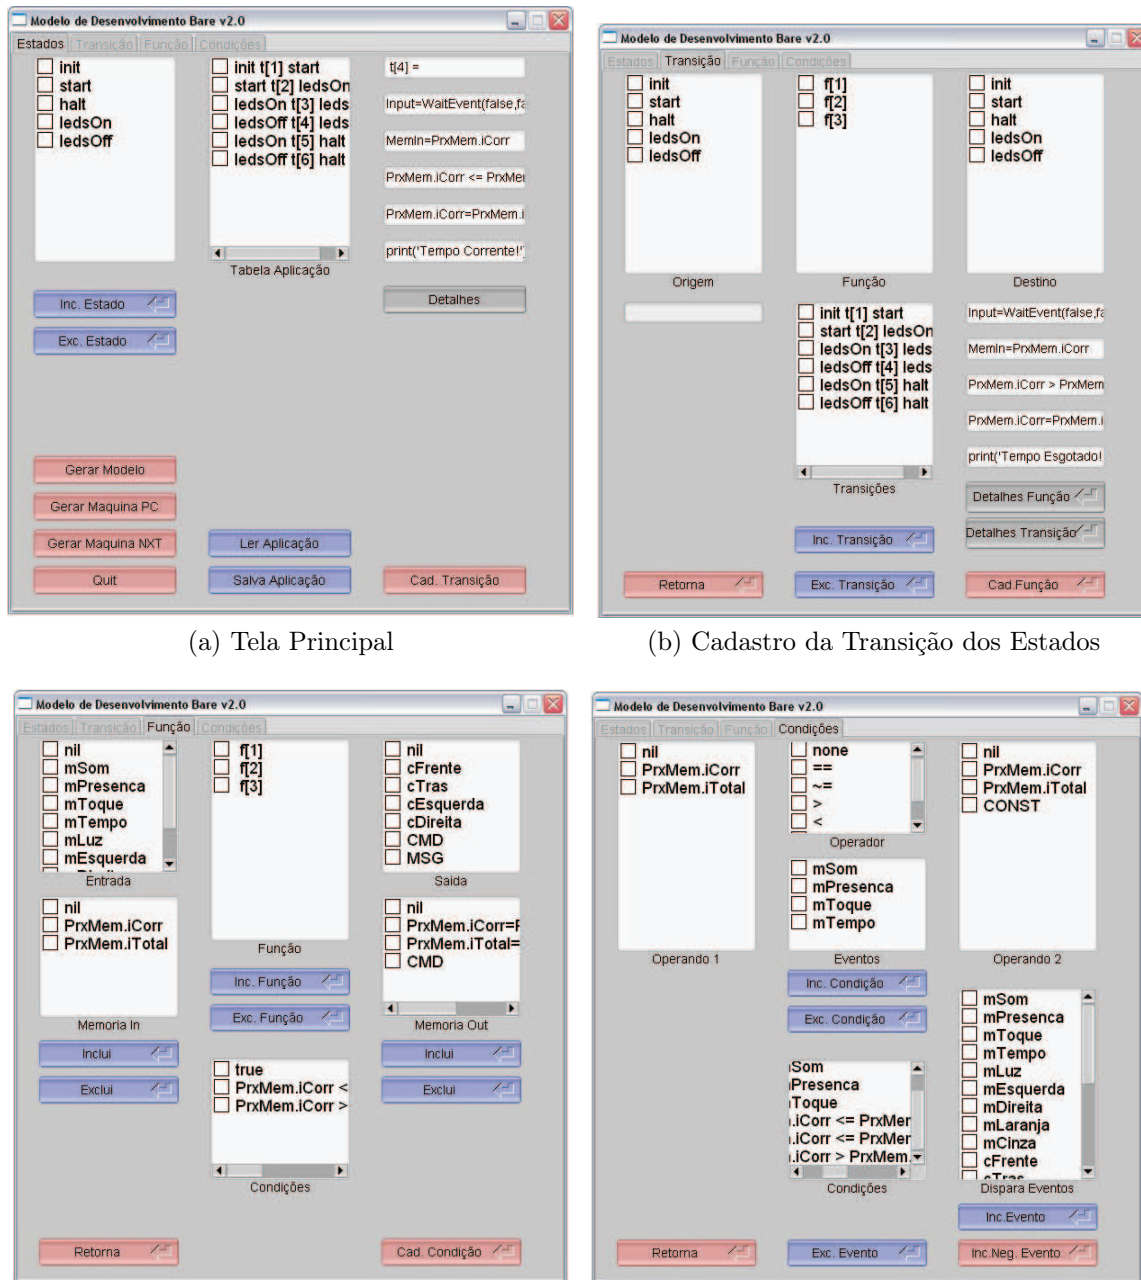 Modelo de Desenvolvimento Bare v2.0
Estados Transição Função Condições
init
start
halt
ledsOn
ledsOff
init t[1] start
start t[2] ledsOn
ledsOn t[3] leds
ledsOff t[4] leds
ledsOn t[5] halt
ledsOff t[6] halt
Tabela Aplicação
t[4] =
Input=WaitEvent(false,fa
MemIn=PrxMem.iCorr
PrxMem.iCorr <= PrxMer
PrxMem.iCorr=PrxMem.i
print('Tempo Corrente!'
Detalhes
Inc. Estado
Exc. Estado
Gerar Modelo
Gerar Maquina PC
Gerar Maquina NXT
Quit
Ler Aplicação
Salva Aplicação
Cad. Transição
(a) Tela Principal
Modelo de Desenvolvimento Bare v2.0
Estados Transição Função Condições
init
start
halt
ledsOn
ledsOff
Origem
f[1]
f[2]
f[3]
Função
init
start
halt
ledsOn
ledsOff
Destino
init t[1] start
start t[2] ledsOn
ledsOn t[3] leds
ledsOff t[4] leds
ledsOn t[5] halt
ledsOff t[6] halt
Transições
Input=WaitEvent(false,fa
MemIn=PrxMem.iCorr
PrxMem.iCorr > PrxMem
PrxMem.iCorr=PrxMem.i
print('Tempo Esgotado!
Detalhes Função
Detalhes Transição
Inc. Transição
Retorna
Exc. Transição
Cad.Função
(b) Cadastro da Transição dos Estados
Modelo de Desenvolvimento Bare v2.0
Estados Transição Função Condições
nil
mSom
mPresenca
mToque
mTempo
mLuz
mEsquerda
Entrada
f[1]
f[2]
f[3]
Função
nil
cFrente
cTras
cEsquerda
cDireita
CMD
MSG
Saida
nil
PrxMem.iCorr
PrxMem.iTotal
Memoria In
nil
PrxMem.iCorr=F
PrxMem.iTotal=
CMD
Memoria Out
Inc. Função
Exc. Função
Inclui
Exclui
Inclui
Exclui
true
PrxMem.iCorr <
PrxMem.iCorr >
Condições
Retorna
Cad. Condição
Modelo de Desenvolvimento Bare v2.0
Estados Transição Função Condições
nil
PrxMem.iCorr
PrxMem.iTotal
Operando 1
none
==
~=
>
<
Operador
mSom
mPresenca
mToque
mTempo
Eventos
nil
PrxMem.iCorr
PrxMem.iTotal
CONST
Operando 2
Inc. Condição
Exc. Condição
Som
Presenca
Toque
.iCorr <= PrxMer
.iCorr <= PrxMer
.iCorr > PrxMem.
Condições
mSom
mPresenca
mToque
mTempo
mLuz
mEsquerda
mDireita
mLaranja
mCinza
cFrente
cTras
Dispara Eventos
Inc.Evento
Retorna
Exc. Evento
Inc.Neg. Evento